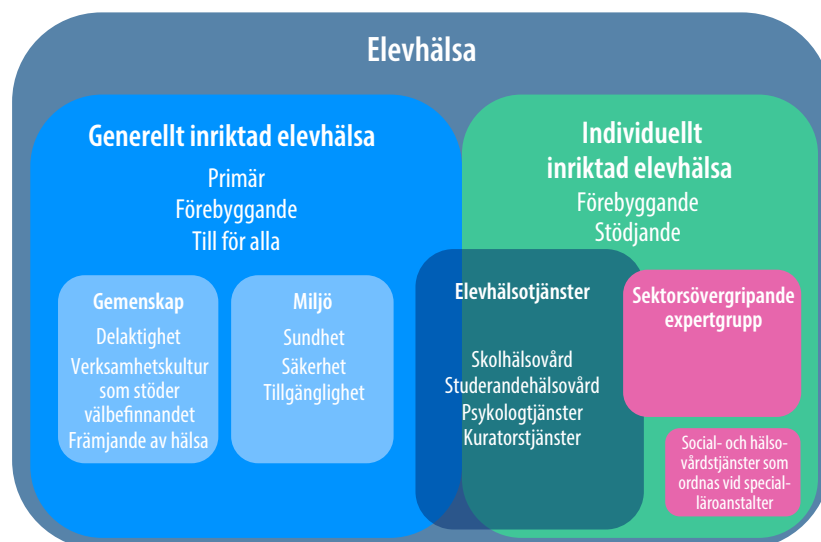 Elevhälsa
Generellt inriktad elevhälsa
Primär
Förebyggande
Till för alla
Gemenskap
Delaktighet
Verksamhetskultur
som stöder
välbefinnandet
Främjande av hälsa
Miljö
Sundhet
Säkerhet
Tillgänglighet
Individuellt
inriktad elevhälsa
Förebyggande
Stödjande
Elevhälsotjänster
Skolhälsovård
Studerandehälsovård
Psykologtjänster
Kuratorstjänster
Sektorsövergripande
expertgrupp
Social- och hälso-
vårdstjänster som
ordnas vid special-
läroanstalter